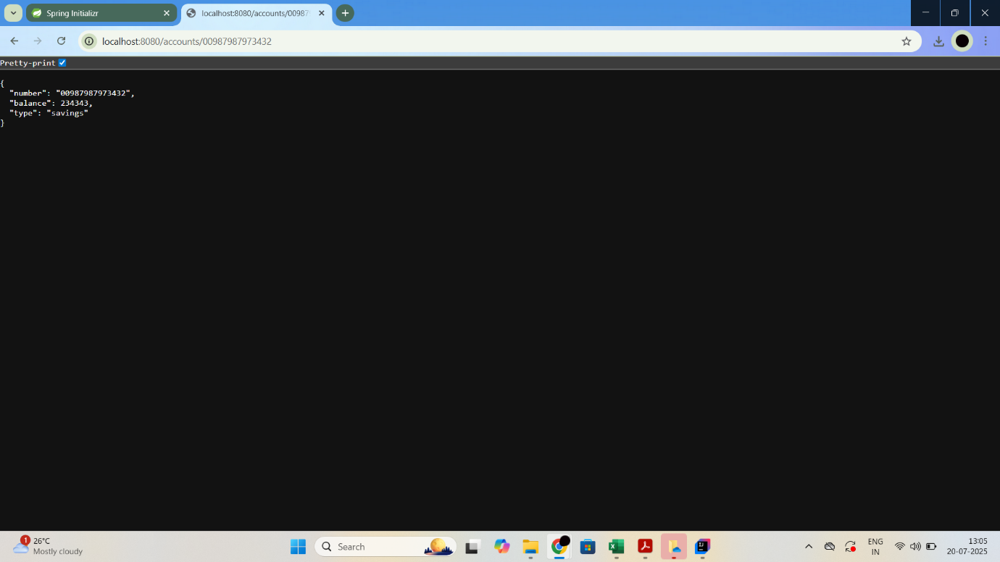 Spring Initializr
localhost:8080/accounts/00987
localhost:8080/accounts/00987987973432
Pretty-print
{
"number": "00987987973432",
"balance": 234343,
"type": "savings"
}
1
26°C
Mostly cloudy
Search
ENG
IN
13:05
20-07-2025